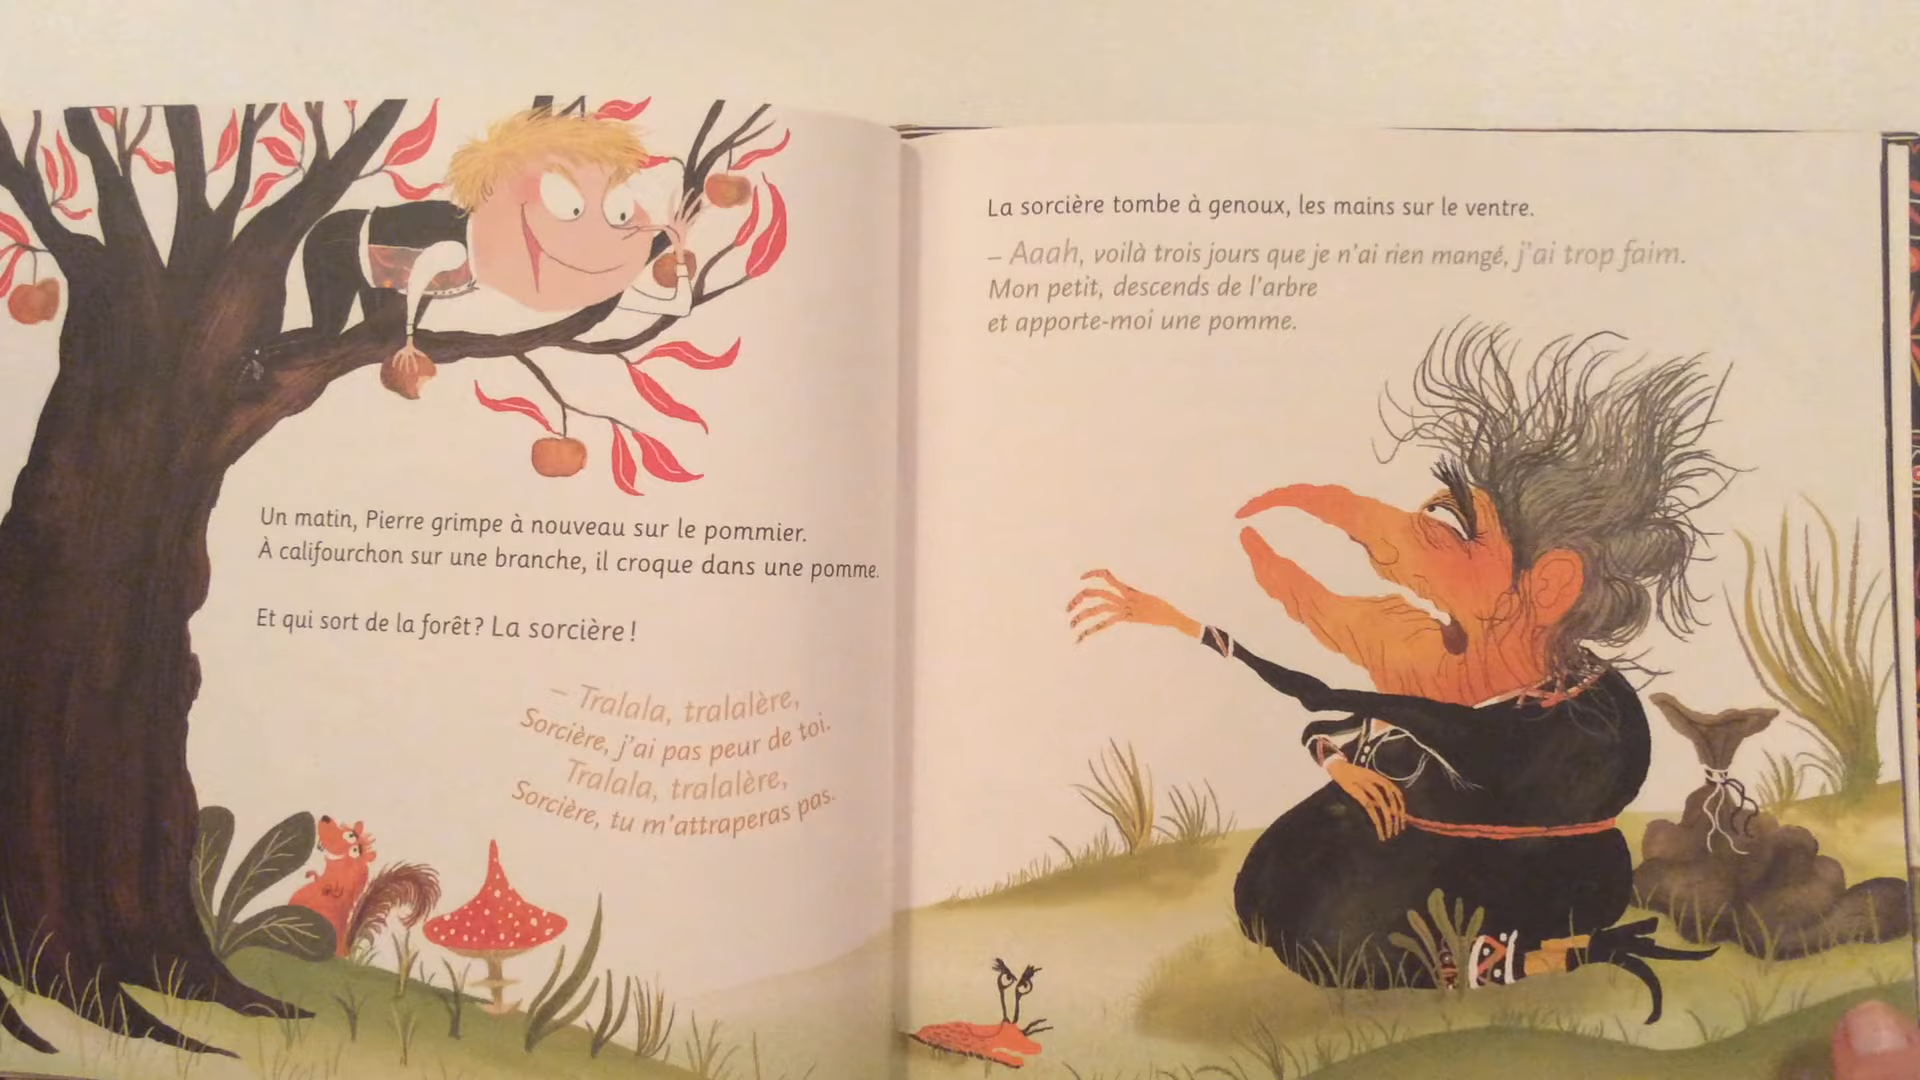 Un matin, Pierre grimpe à nouveau sur le pommier.
À califourchon sur une branche, il croque dans une pomme.
Et qui sort de la forêt ? La sorcière !
– Tralala, tralalère,
Sorcière, j'ai pas peur de toi.
Tralala, tralalère,
Sorcière, tu m'attraperas pas.
La sorcière tombe à genoux, les mains sur le ventre.
– Aaah, voilà trois jours que je n'ai rien mangé, j'ai trop faim.
Mon petit, descends de l'arbre
et apporte-moi une pomme.